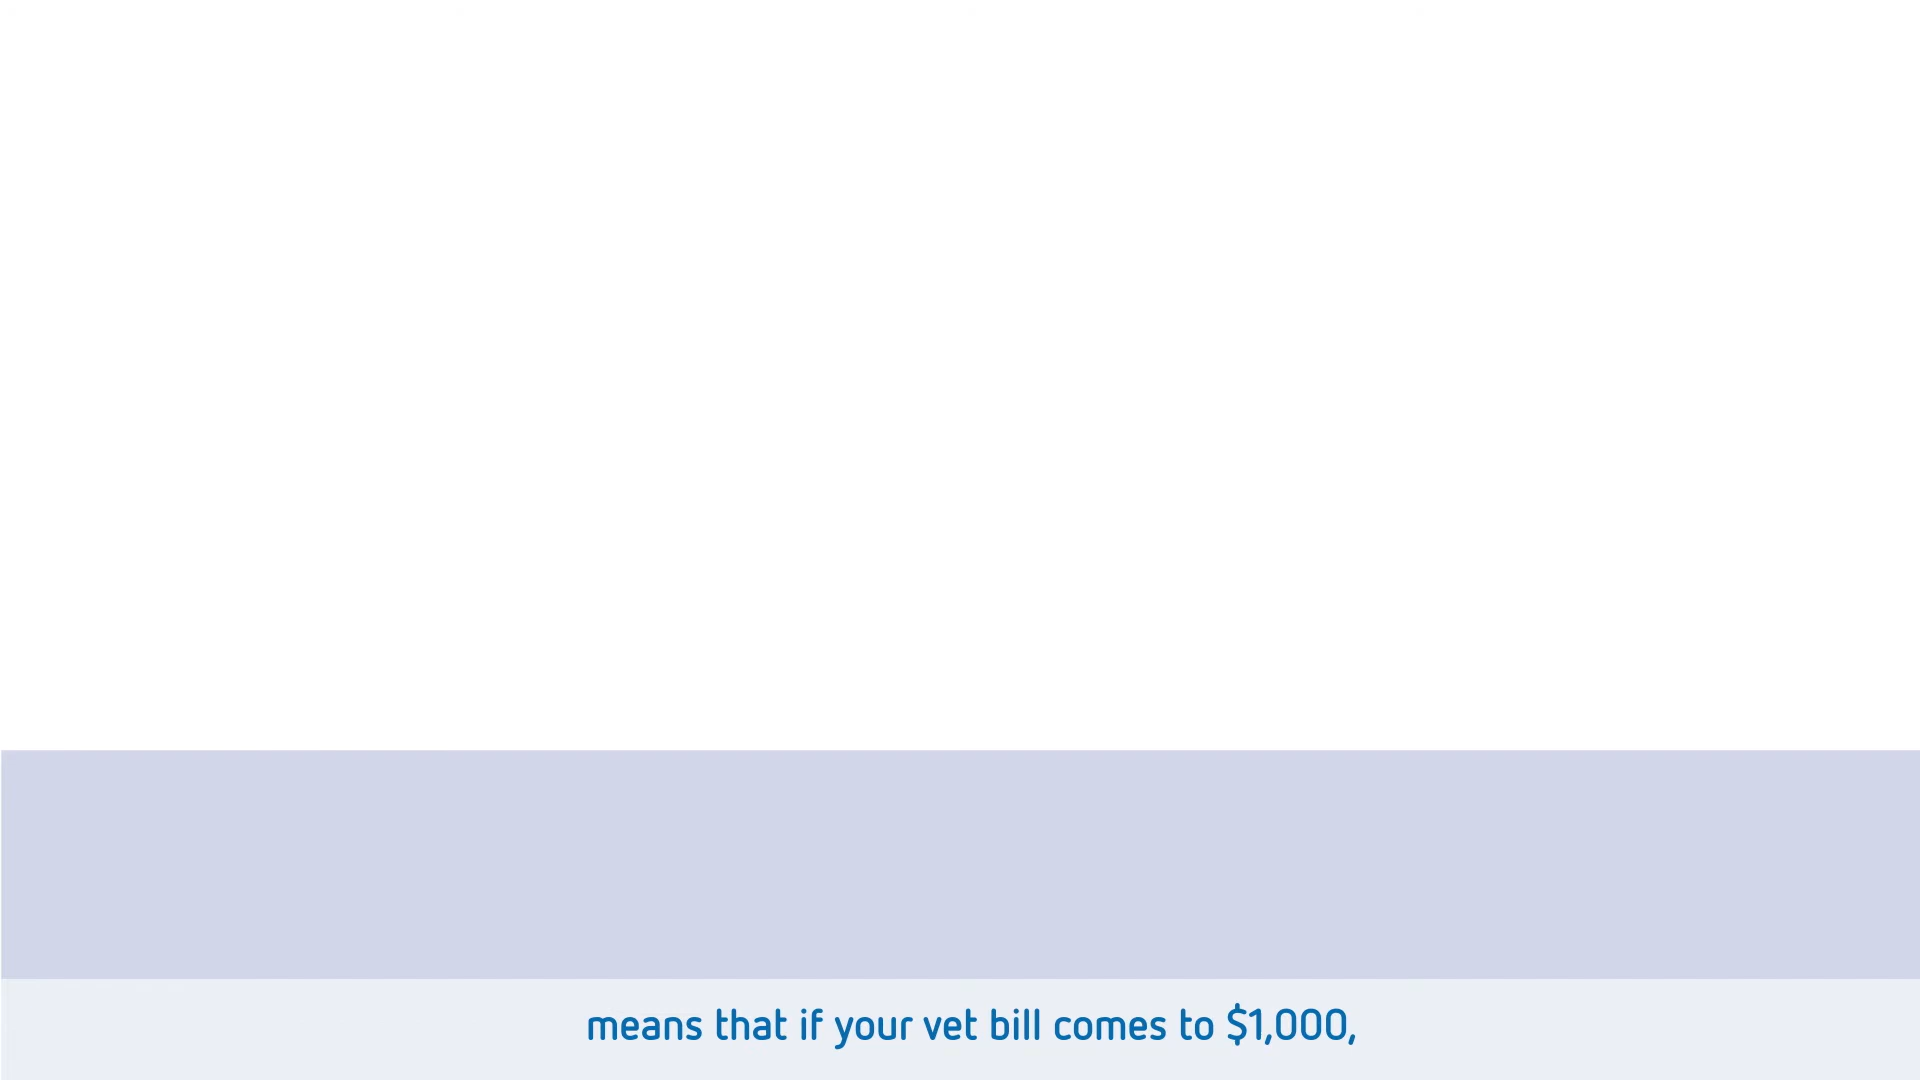 means that if your vet bill comes to $1,000,